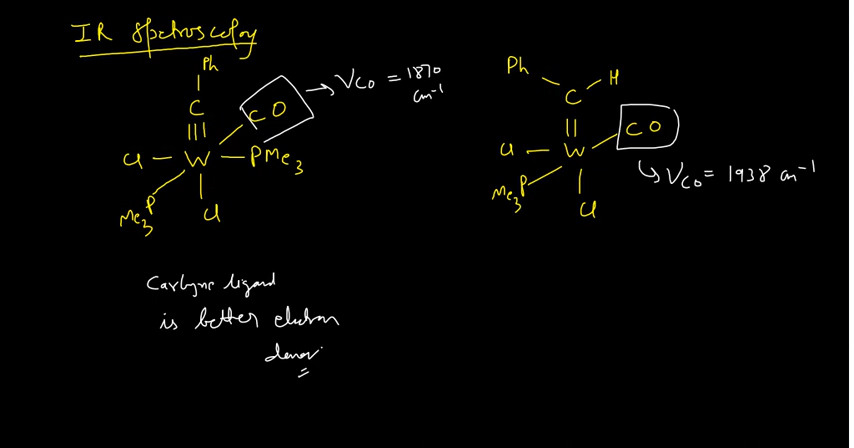 IR Spectroscopy
Ph
C
CO → νCO = 1870 cm-1
Cl W PMe3
Me3P
Cl
Ph H
C
CO
Cl W
νCO = 1938 cm-1
Me3P
Cl
Carbyne ligand
is better electron
donor